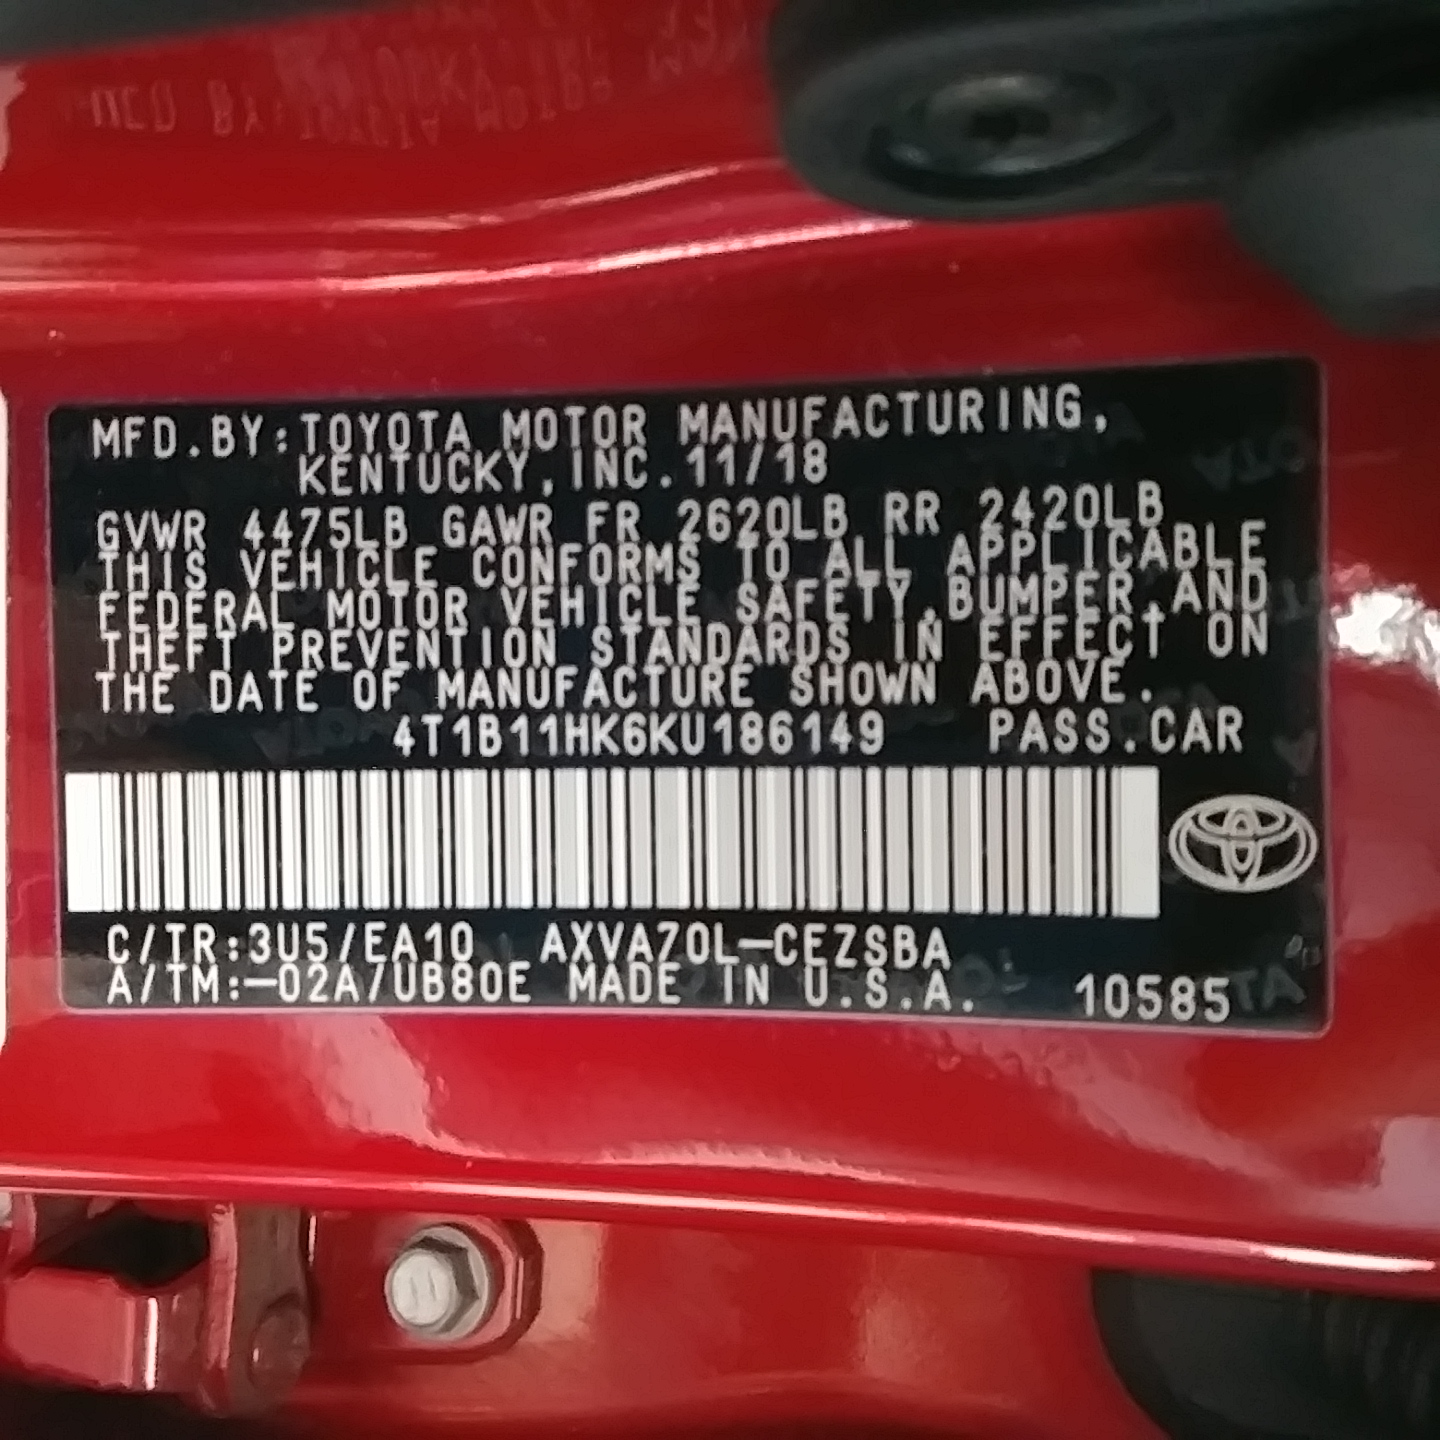 MFD.BY:TOYOTA MOTOR MANUFACTURING,
KENTUCKY, INC. 11/18
GVWR 4475LB GAWR FR 2620LB RR 2420LB
THIS VEHICLE CONFORMS TO ALL APPLICABLE
FEDERAL MOTOR VEHICLE SAFETY,BUMPER,AND
THEFT PREVENTION STANDARDS IN EFFECT ON
THE DATE OF MANUFACTURE SHOWN ABOVE.
4T1B11HK6KU186149 PASS.CAR
C/TR:3U5/EA10 AXVA70L-CEZSBA
A/TM:-02A/UB80E MADE IN U.S.A. 10585